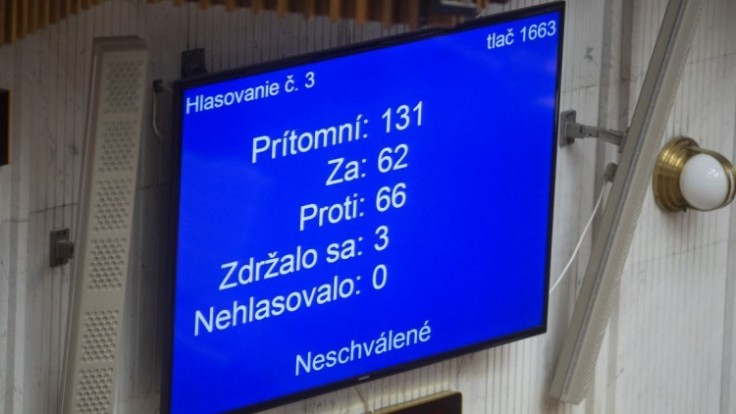 Hlasovanie č. 3 tlač 1663
Prítomní: 131
Za: 62
Proti: 66
Zdržalo sa: 3
Nehlasovalo: 0
Neschválené